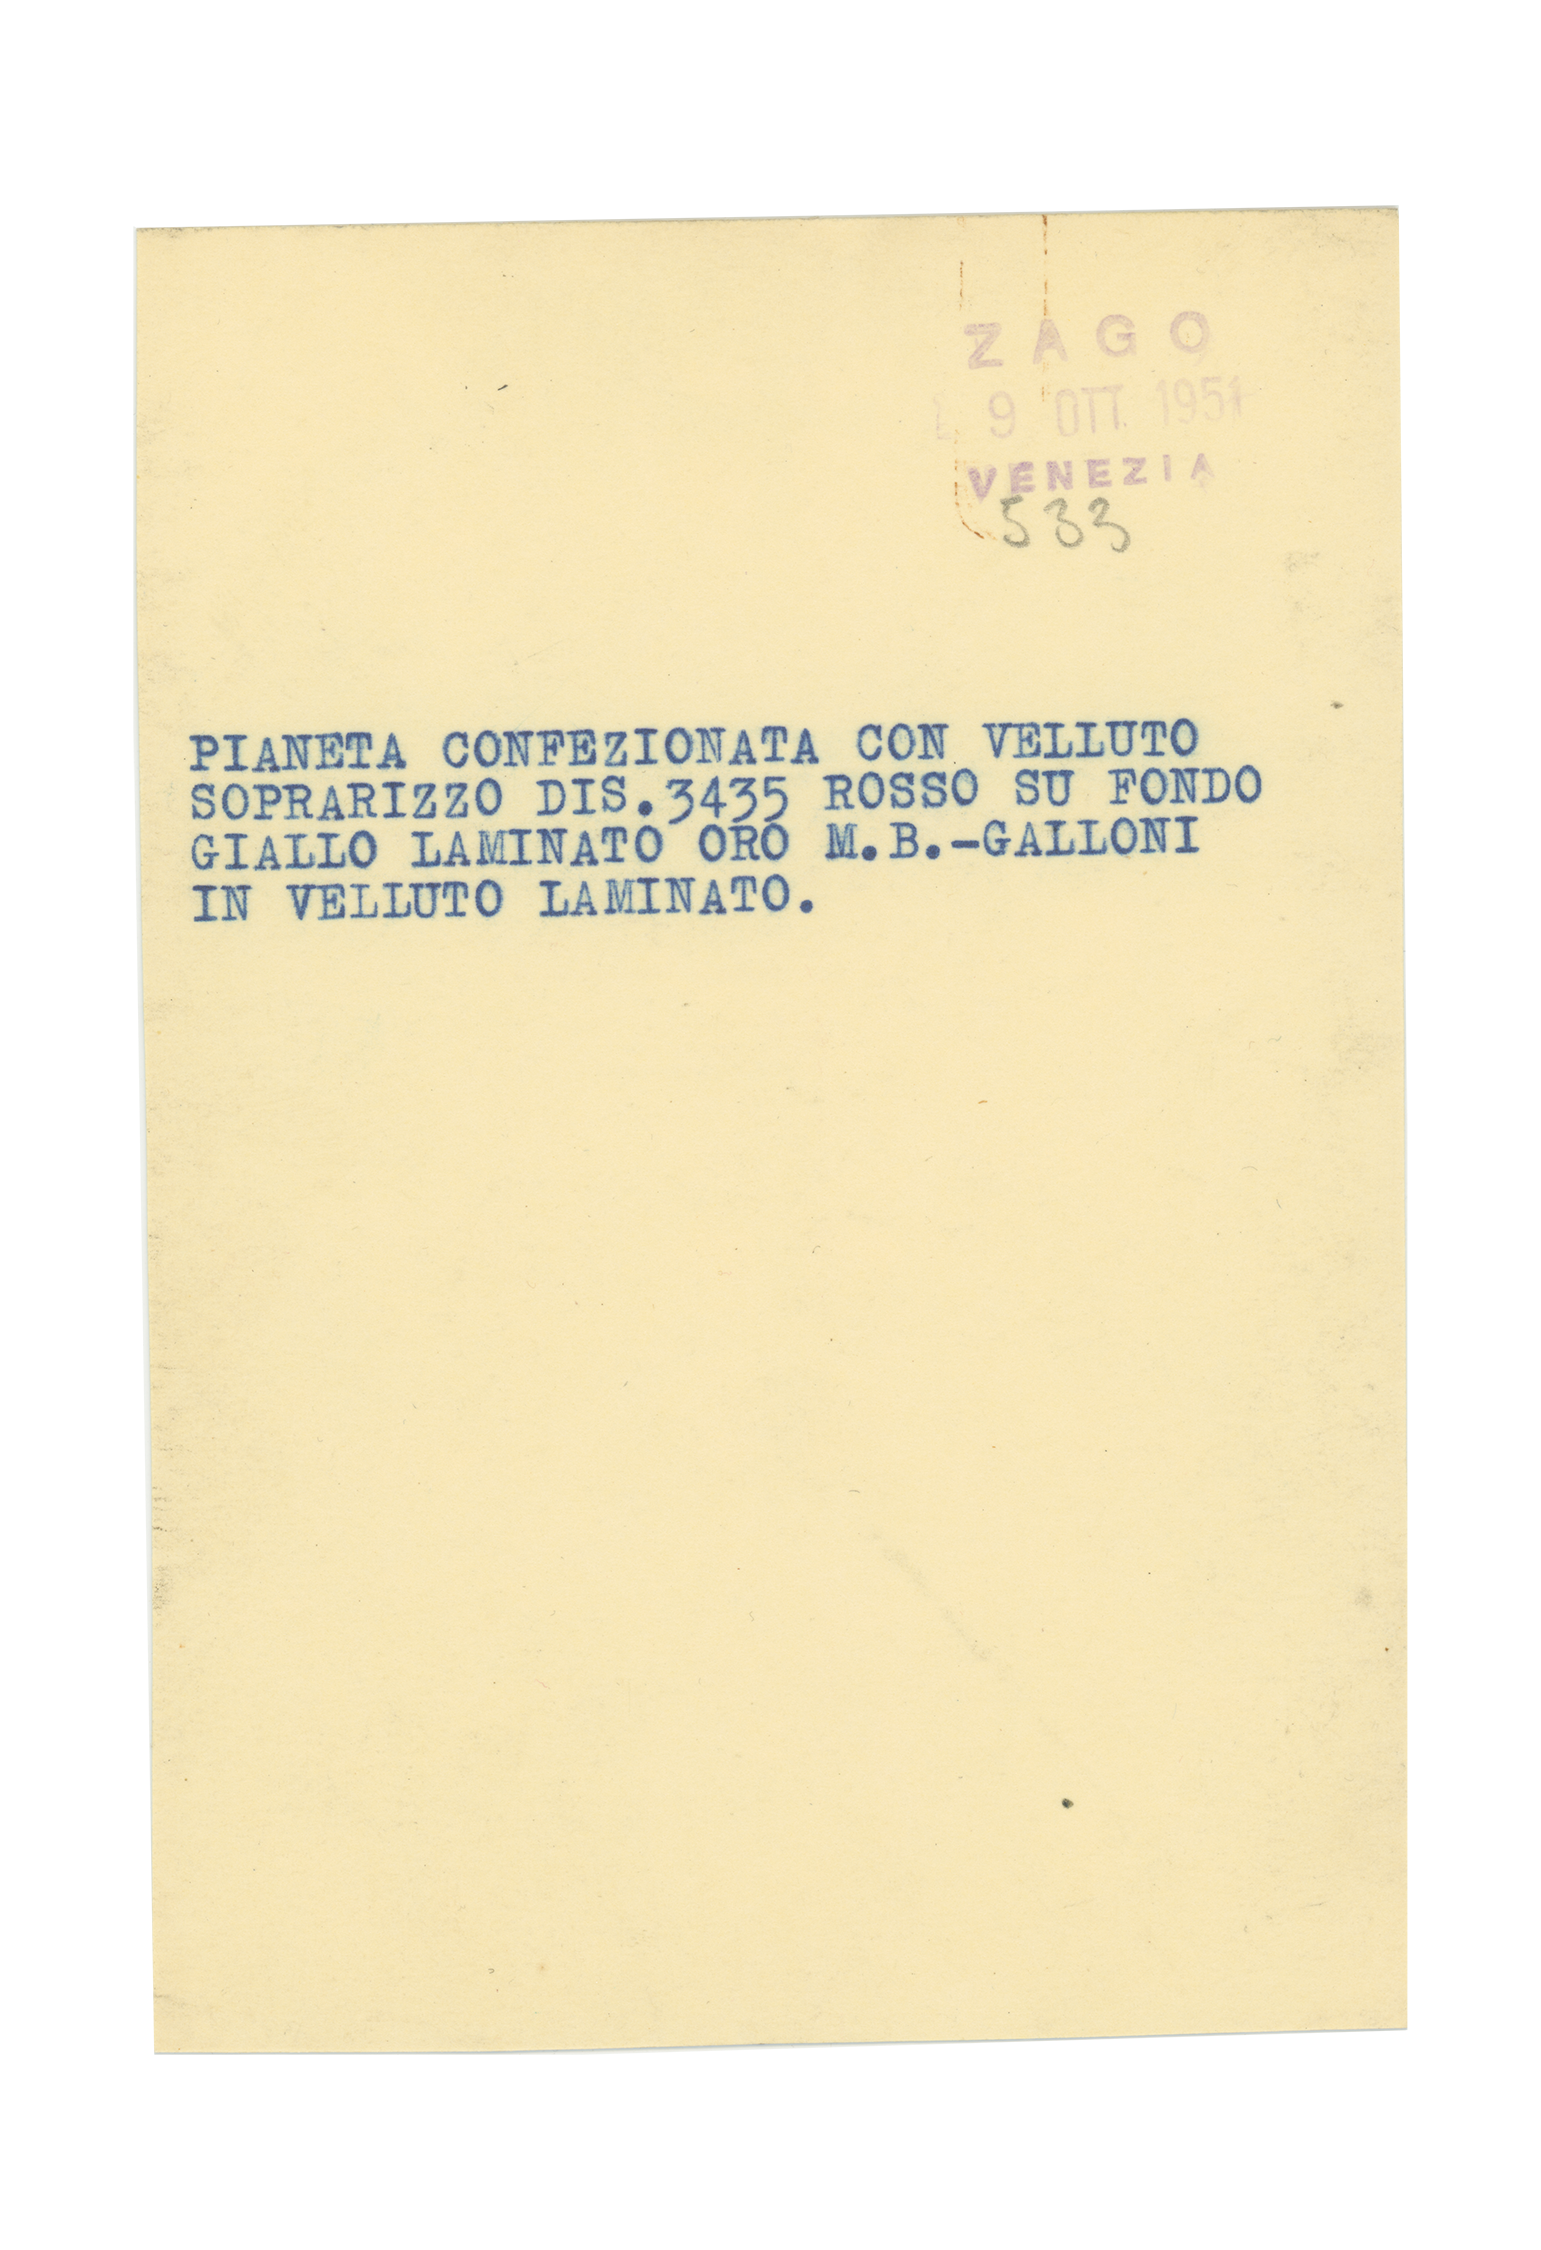 ZAGO
9 OTT. 1951
VENEZIA
533
PIANETA CONFEZIONATA CON VELLUTO
SOPRARIZZO DIS.3435 ROSSO SU FONDO
GIALLO LAMINATO ORO M.B.-GALLONI
IN VELLUTO LAMINATO.